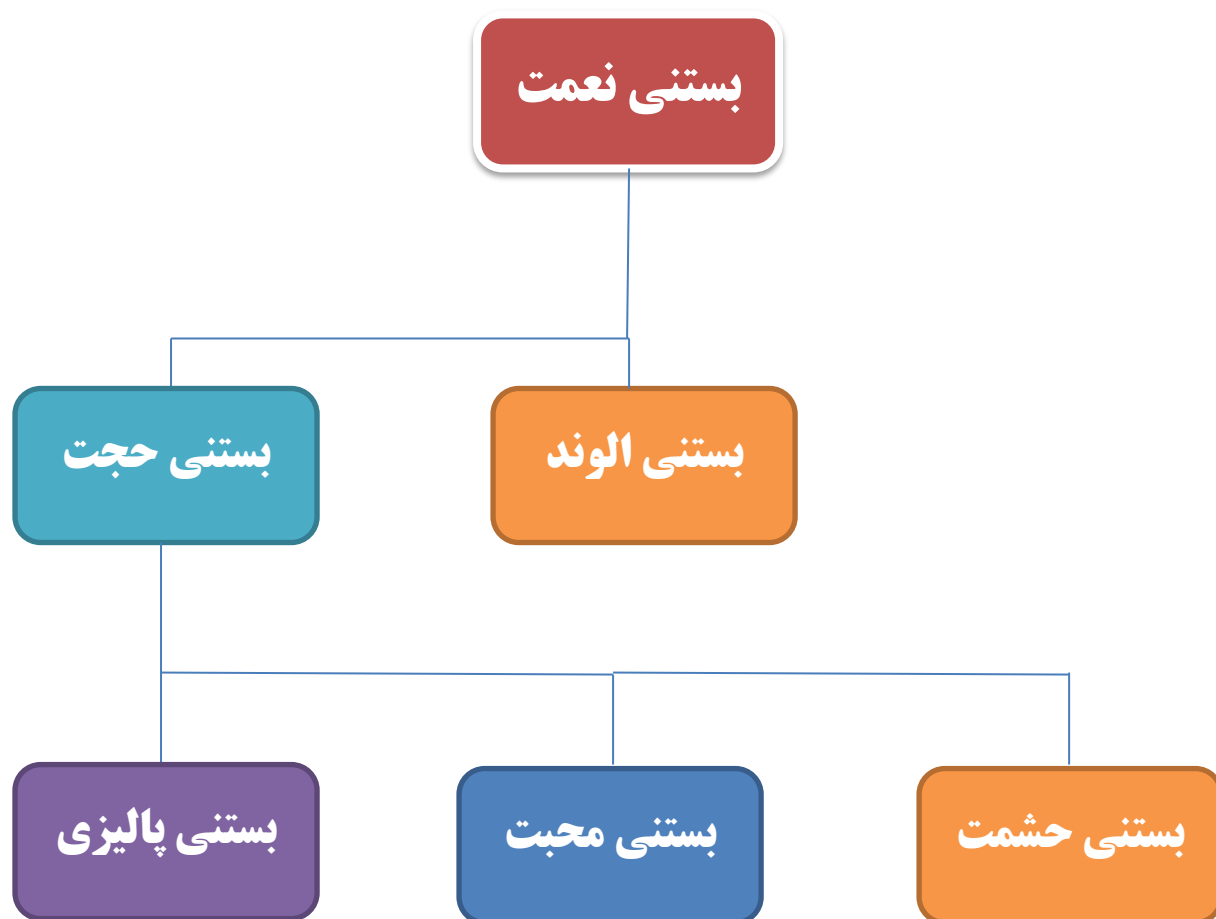 بستنی نعمت
بستنی الوند
بستنی حجت
بستنی حشمت
بستنی محبت
بستنی پالیزی